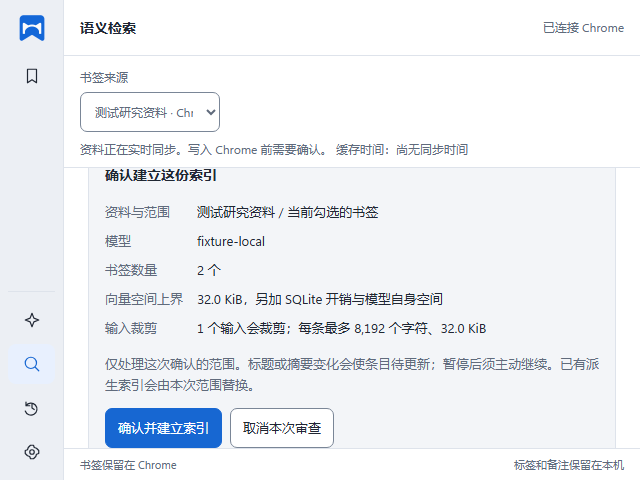 语义检索
已连接 Chrome
书签来源
测试研究资料 · Chr
资料正在实时同步。写入 Chrome 前需要确认。 缓存时间：尚无同步时间
确认建立这份索引
资料与范围 测试研究资料 / 当前勾选的书签
模型 fixture-local
书签数量 2 个
向量空间上界 32.0 KiB，另加 SQLite 开销与模型自身空间
输入裁剪 1 个输入会裁剪；每条最多 8,192 个字符、32.0 KiB
仅处理这次确认的范围。标题或摘要变化会使条目待更新；暂停后须主动继续。已有派
生索引会由本次范围替换。
确认并建立索引 取消本次审查
书签保留在 Chrome
标签和备注保留在本机